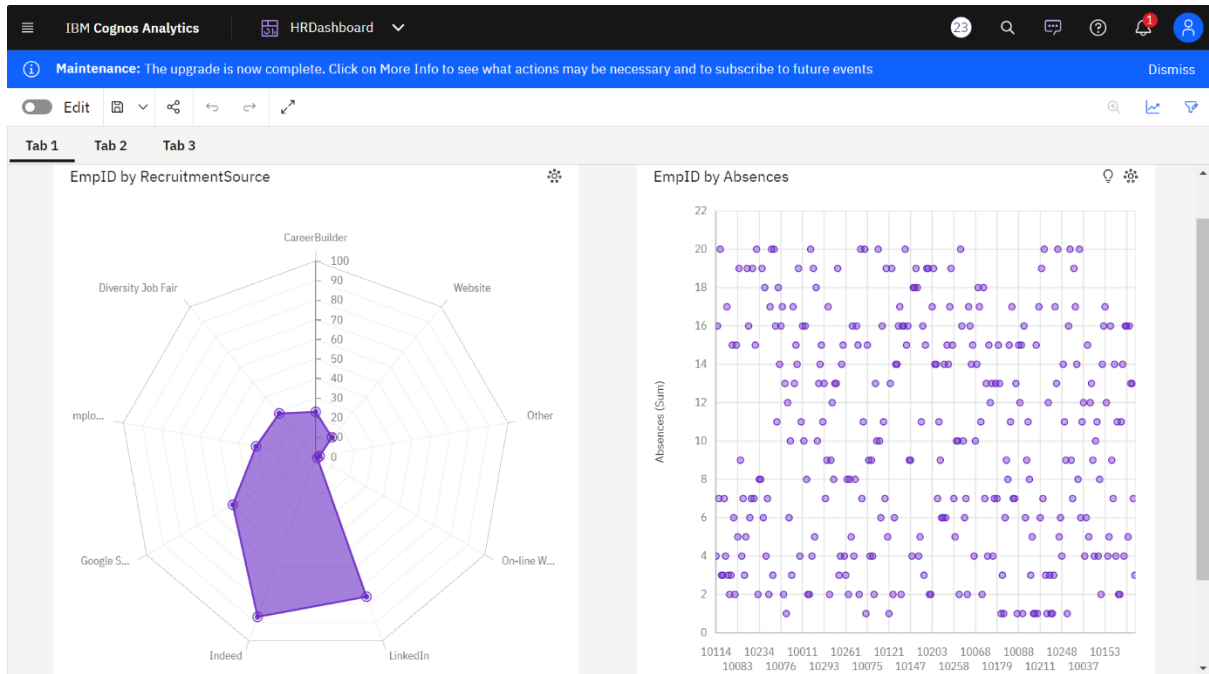 IBM Cognos Analytics
HRDashboard
23
1
Maintenance: The upgrade is now complete. Click on More Info to see what actions may be necessary and to subscribe to future events
Dismiss
Edit
Tab 1 Tab 2 Tab 3
EmpID by RecruitmentSource
CareerBuilder
100
90
80
70
60
50
40
30
20
0
Diversity Job Fair
Website
mplo...
Other
Google S...
On-line W...
Indeed
LinkedIn
EmpID by Absences
Absences (Sum)
22
20
18
16
14
12
10
8
6
4
2
0
10114 10234 10011 10261 10121 10203 10068 10088 10248 10153
10083 10076 10293 10075 10147 10258 10179 10211 10037